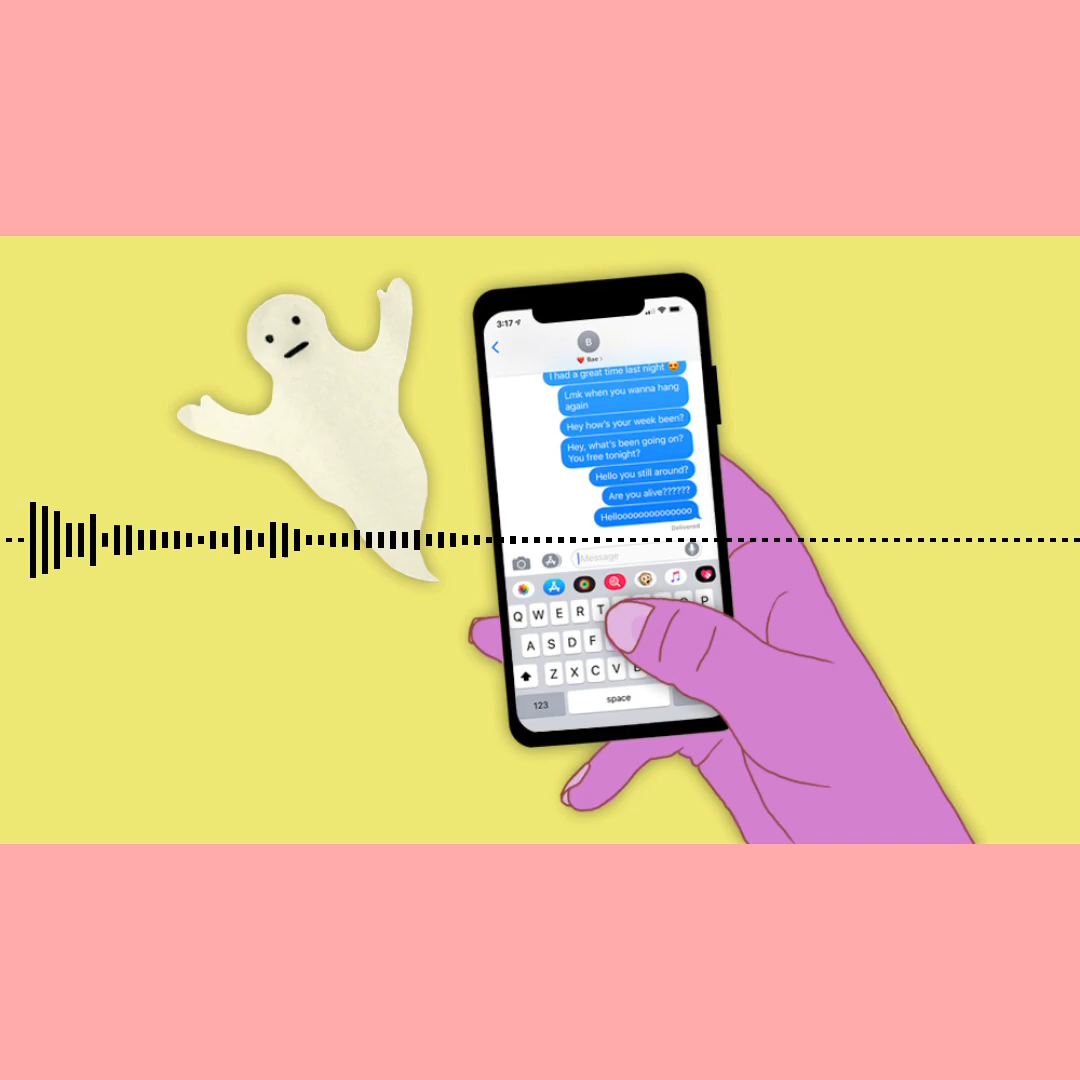 3:17
B
Bae
I had a great time last night 😍
Lmk when you wanna hang
again
Hey how's your week been?
Hey, what's been going on?
You free tonight?
Hello you still around?
Are you alive??????
Hellooooooooooooooo
Delivered
Message
Q W E R T P
A S D F
Z X C V B
123 space